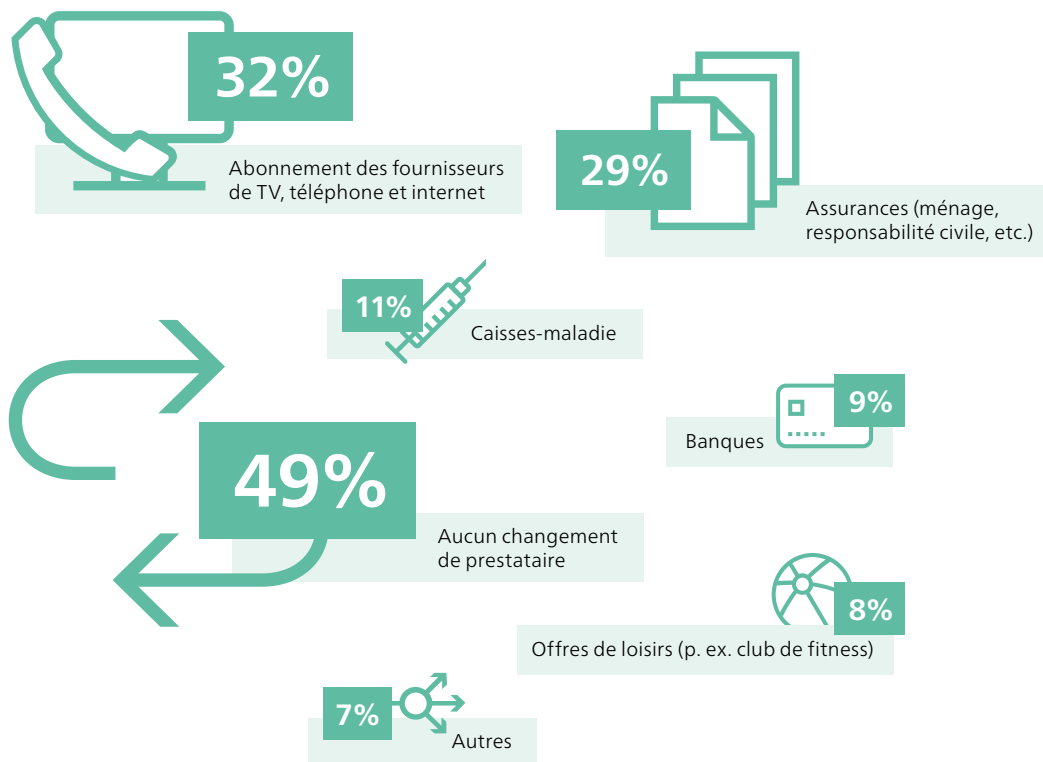 32%
Abonnement des fournisseurs
de TV, téléphone et internet
29%
Assurances (ménage,
responsabilité civile, etc.)
11%
Caisses-maladie
9%
Banques
49%
Aucun changement
de prestataire
8%
Offres de loisirs (p. ex. club de fitness)
7%
Autres